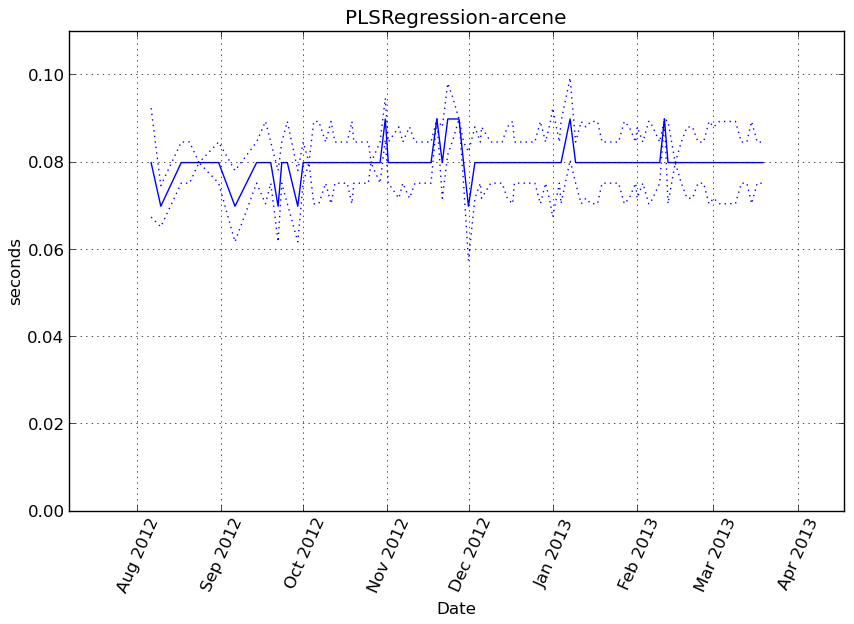 PLSRegression-arcene
0.10
0.08
0.06
0.04
0.02
0.00
seconds
Aug 2012
Sep 2012
Oct 2012
Nov 2012
Dec 2012
Jan 2013
Feb 2013
Mar 2013
Apr 2013
Date